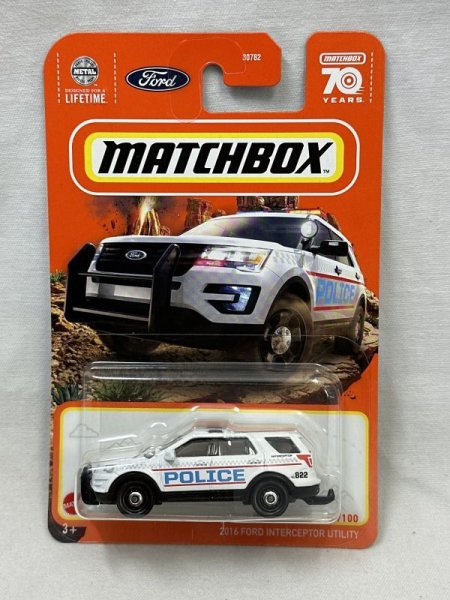 METAL
DESIGNED FOR A
LIFETIME.
Ford
30782
MATCHBOX
70
YEARS.
MATCHBOX
Ford
POLICE
POLICE
INTERCEPTOR
822
3+
/100
2016 FORD INTERCEPTOR UTILITY